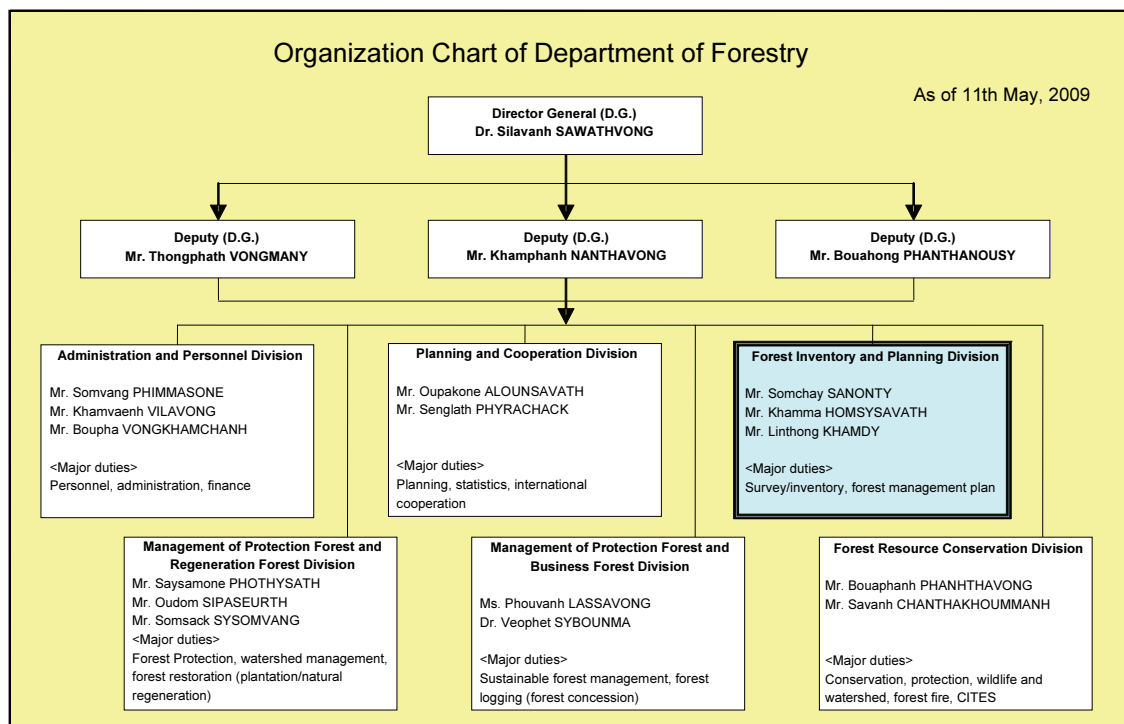 Organization Chart of Department of Forestry
As of 11th May, 2009
Director General (D.G.)
Dr. Silavanh SAWATHVONG
Deputy (D.G.)
Mr. Thongphath VONGMANY
Deputy (D.G.)
Mr. Khamphanh NANTHAVONG
Deputy (D.G.)
Mr. Bouahong PHANTHANOUSY
Administration and Personnel Division
Mr. Somvang PHIMMASONE
Mr. Khamvaenh VILAVONG
Mr. Boupha VONGKHAMCHANH
<Major duties>
Personnel, administration, finance
Planning and Cooperation Division
Mr. Oupakone ALOUNSAVATH
Mr. Senglath PHYRACHACK
<Major duties>
Planning, statistics, international
cooperation
Forest Inventory and Planning Division
Mr. Somchay SANONTY
Mr. Khamma HOMSYSAVATH
Mr. Linthong KHAMDY
<Major duties>
Survey/inventory, forest management plan
Management of Protection Forest and
Regeneration Forest Division
Mr. Saysamone PHOTHYSATH
Mr. Oudom SIPASEURTH
Mr. Somsack SYSOMVANG
<Major duties>
Forest Protection, watershed management,
forest restoration (plantation/natural
regeneration)
Management of Protection Forest and
Business Forest Division
Ms. Phouvanh LASSAVONG
Dr. Veophet SYBOUNMA
<Major duties>
Sustainable forest management, forest
logging (forest concession)
Forest Resource Conservation Division
Mr. Bouaphanh PHANHTHAVONG
Mr. Savanh CHANTHAKHOUMMANH
<Major duties>
Conservation, protection, wildlife and
watershed, forest fire, CITES